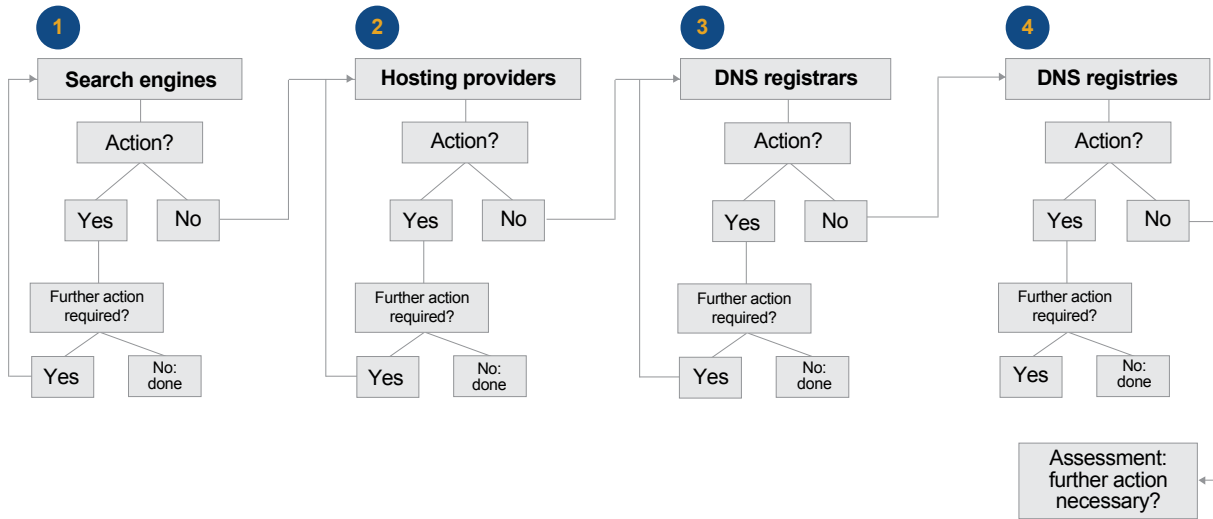 1
Search engines
Action?
Yes
No
Further action
required?
Yes
No:
done
2
Hosting providers
Action?
Yes
No
Further action
required?
Yes
No:
done
3
DNS registrars
Action?
Yes
No
Further action
required?
Yes
No:
done
4
DNS registries
Action?
Yes
No
Further action
required?
Yes
No:
done
Assessment:
further action
necessary?